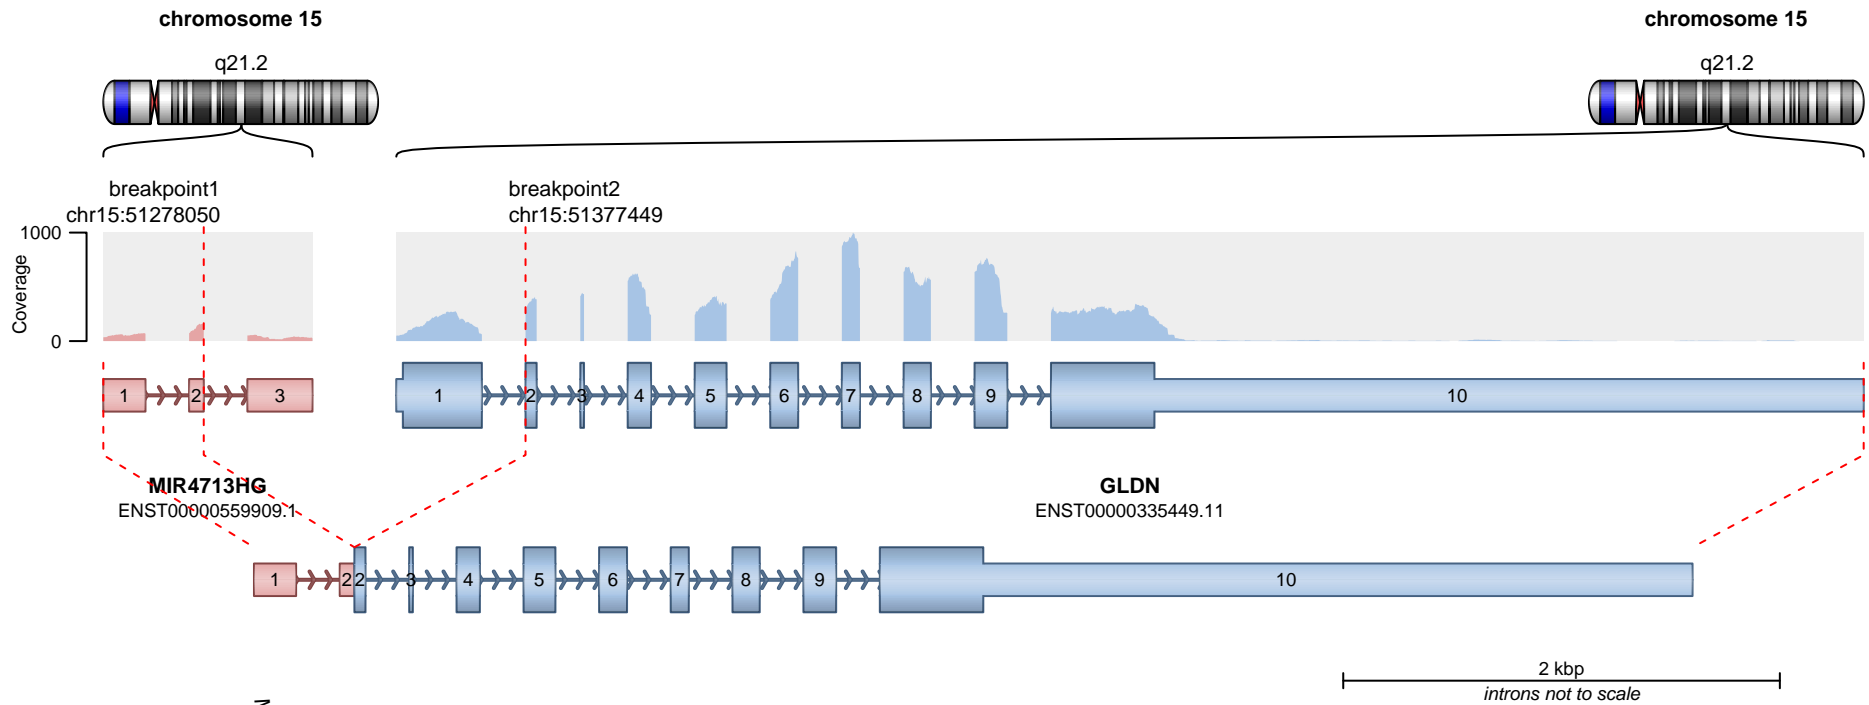 chromosome 15
chromosome 15
q21.2
q21.2
breakpoint1
chr15:51278050
breakpoint2
chr15:51377449
1000
0
Coverage
1 2 3
1 2 3 4 5 6 7 8 9 10
MIR4713HG
ENST00000559909.1
GLDN
ENST00000335449.11
1 2 2 3 4 5 6 7 8 9 10
2 kbp
introns not to scale